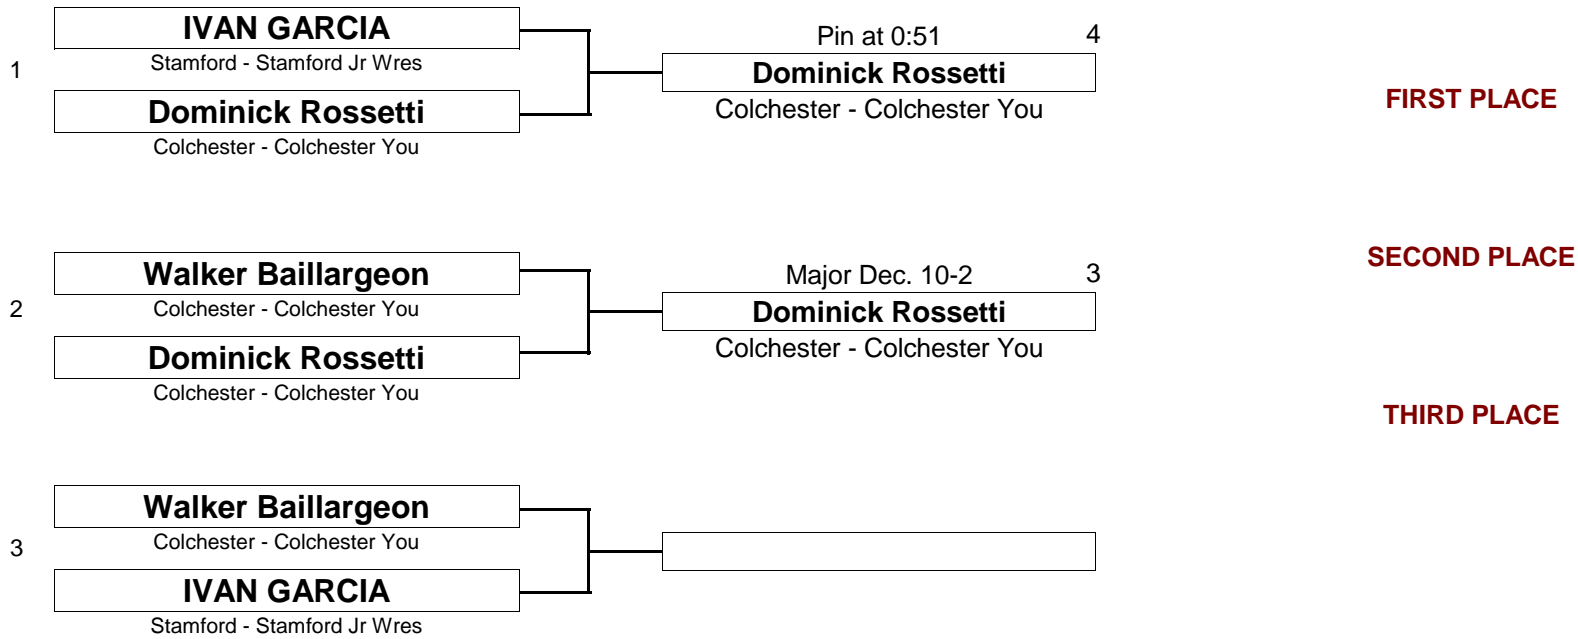 IVAN GARCIA
Stamford - Stamford Jr Wres
1
Dominick Rossetti
Colchester - Colchester You
Pin at 0:51
4
Dominick Rossetti
Colchester - Colchester You
FIRST PLACE
Walker Baillargeon
Colchester - Colchester You
2
Dominick Rossetti
Colchester - Colchester You
Major Dec. 10-2
3
Dominick Rossetti
Colchester - Colchester You
SECOND PLACE
THIRD PLACE
Walker Baillargeon
Colchester - Colchester You
3
IVAN GARCIA
Stamford - Stamford Jr Wres